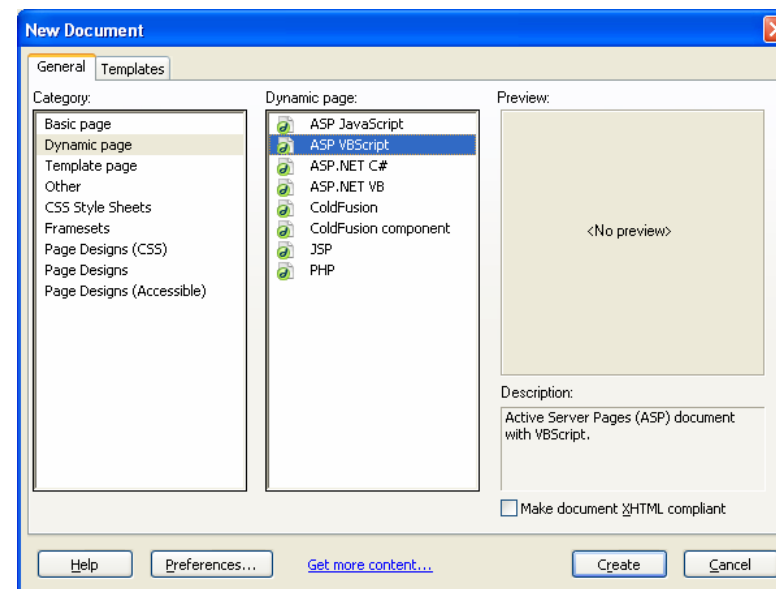 New Document
General Templates
Category:
Basic page
Dynamic page
Template page
Other
CSS Style Sheets
Framesets
Page Designs (CSS)
Page Designs
Page Designs (Accessible)
Dynamic page:
ASP JavaScript
ASP VBScript
ASP.NET C#
ASP.NET VB
ColdFusion
ColdFusion component
JSP
PHP
Preview:
<No preview>
Description:
Active Server Pages (ASP) document
with VBScript.
Make document XHTML compliant
Help Preferences... Get more content... Create Cancel